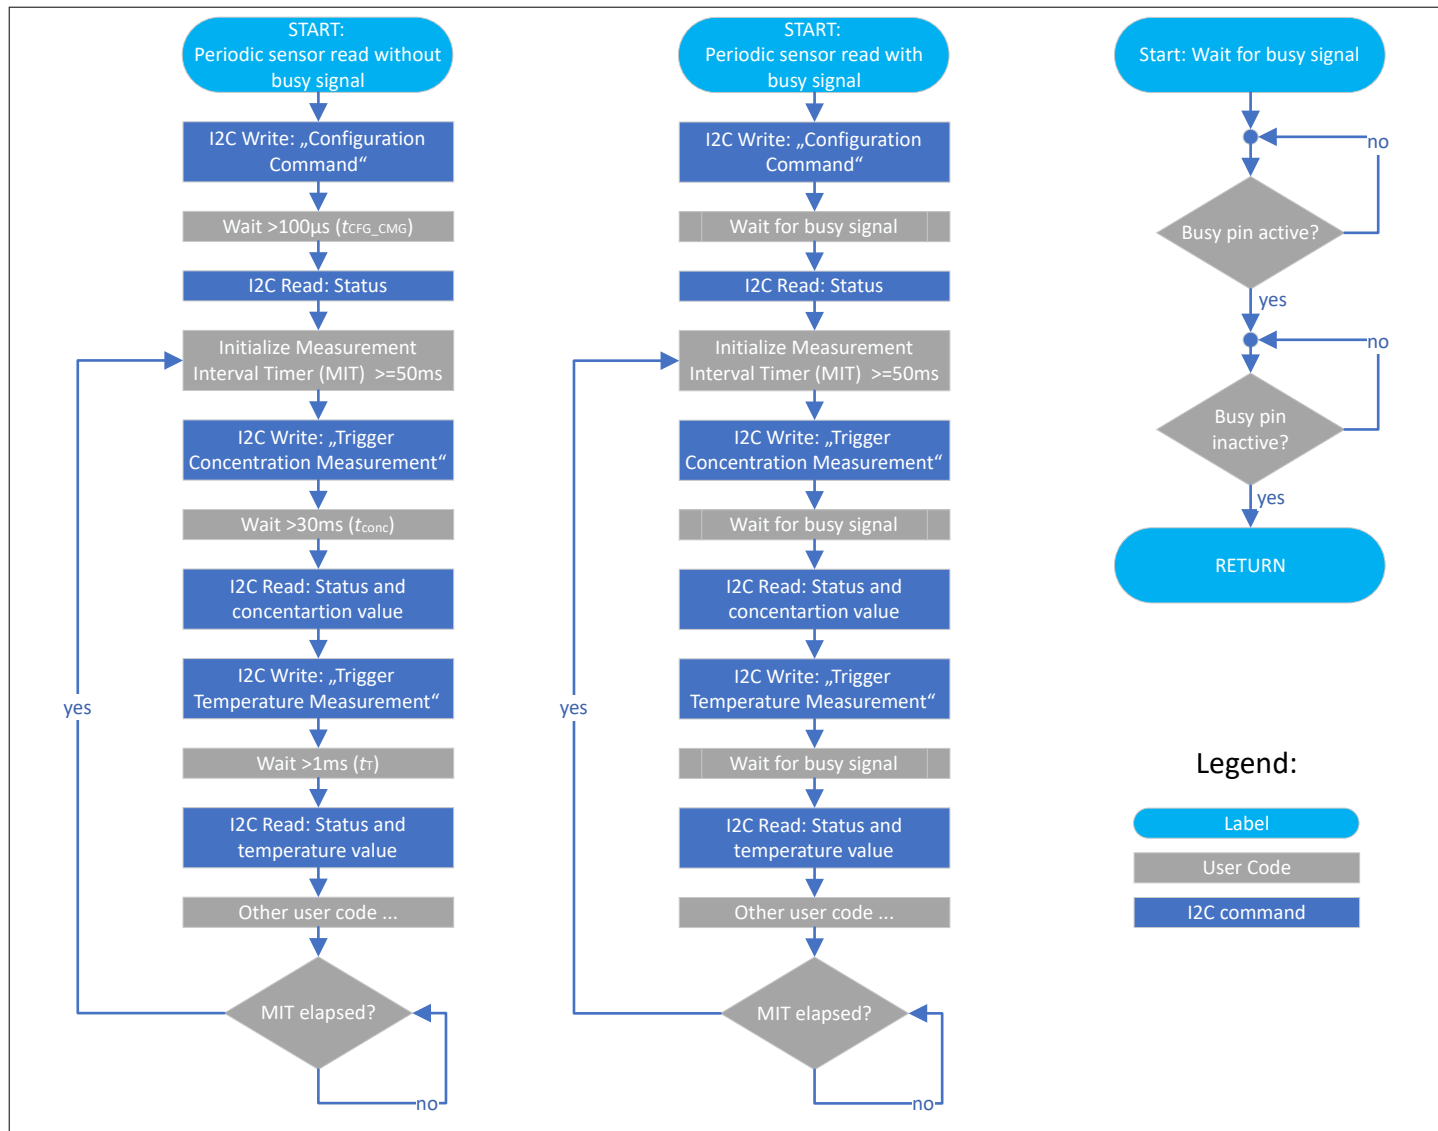 START:
Periodic sensor read without
busy signal
I2C Write: „Configuration
Command“
Wait >100µs (tCFG_CMG)
I2C Read: Status
Initialize Measurement
Interval Timer (MIT) >=50ms
I2C Write: „Trigger
Concentration Measurement“
Wait >30ms (tconc)
I2C Read: Status and
concentartion value
I2C Write: „Trigger
Temperature Measurement“
yes
Wait >1ms (tT)
I2C Read: Status and
temperature value
Other user code ...
MIT elapsed?
no
START:
Periodic sensor read with
busy signal
I2C Write: „Configuration
Command“
Wait for busy signal
I2C Read: Status
Initialize Measurement
Interval Timer (MIT) >=50ms
I2C Write: „Trigger
Concentration Measurement“
Wait for busy signal
I2C Read: Status and
concentartion value
I2C Write: „Trigger
Temperature Measurement“
yes
Wait for busy signal
I2C Read: Status and
temperature value
Other user code ...
MIT elapsed?
no
Start: Wait for busy signal
no
Busy pin active?
yes
no
Busy pin
inactive?
yes
RETURN
Legend:
Label
User Code
I2C command